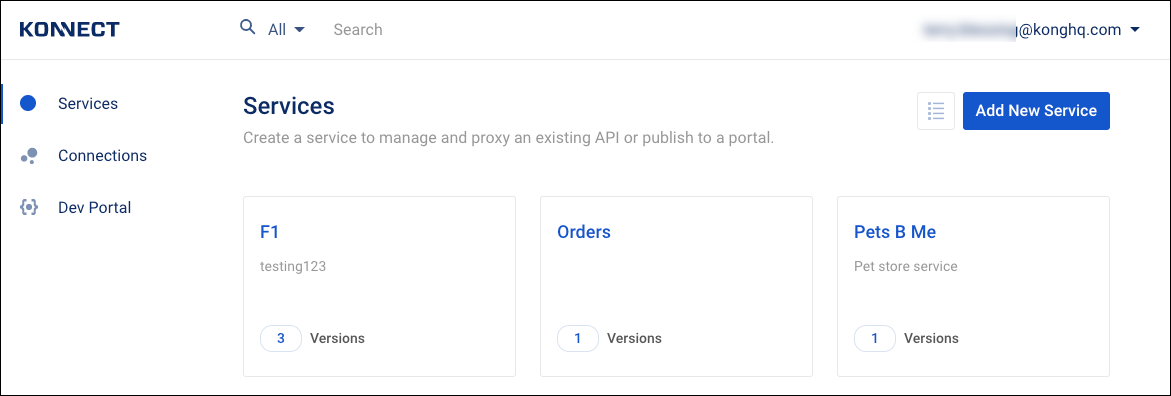 KONNECT
All
Search
@konghq.com
Services
Connections
Dev Portal
Services
Create a service to manage and proxy an existing API or publish to a portal.
Add New Service
F1
testing123
3 Versions
Orders
1 Versions
Pets B Me
Pet store service
1 Versions